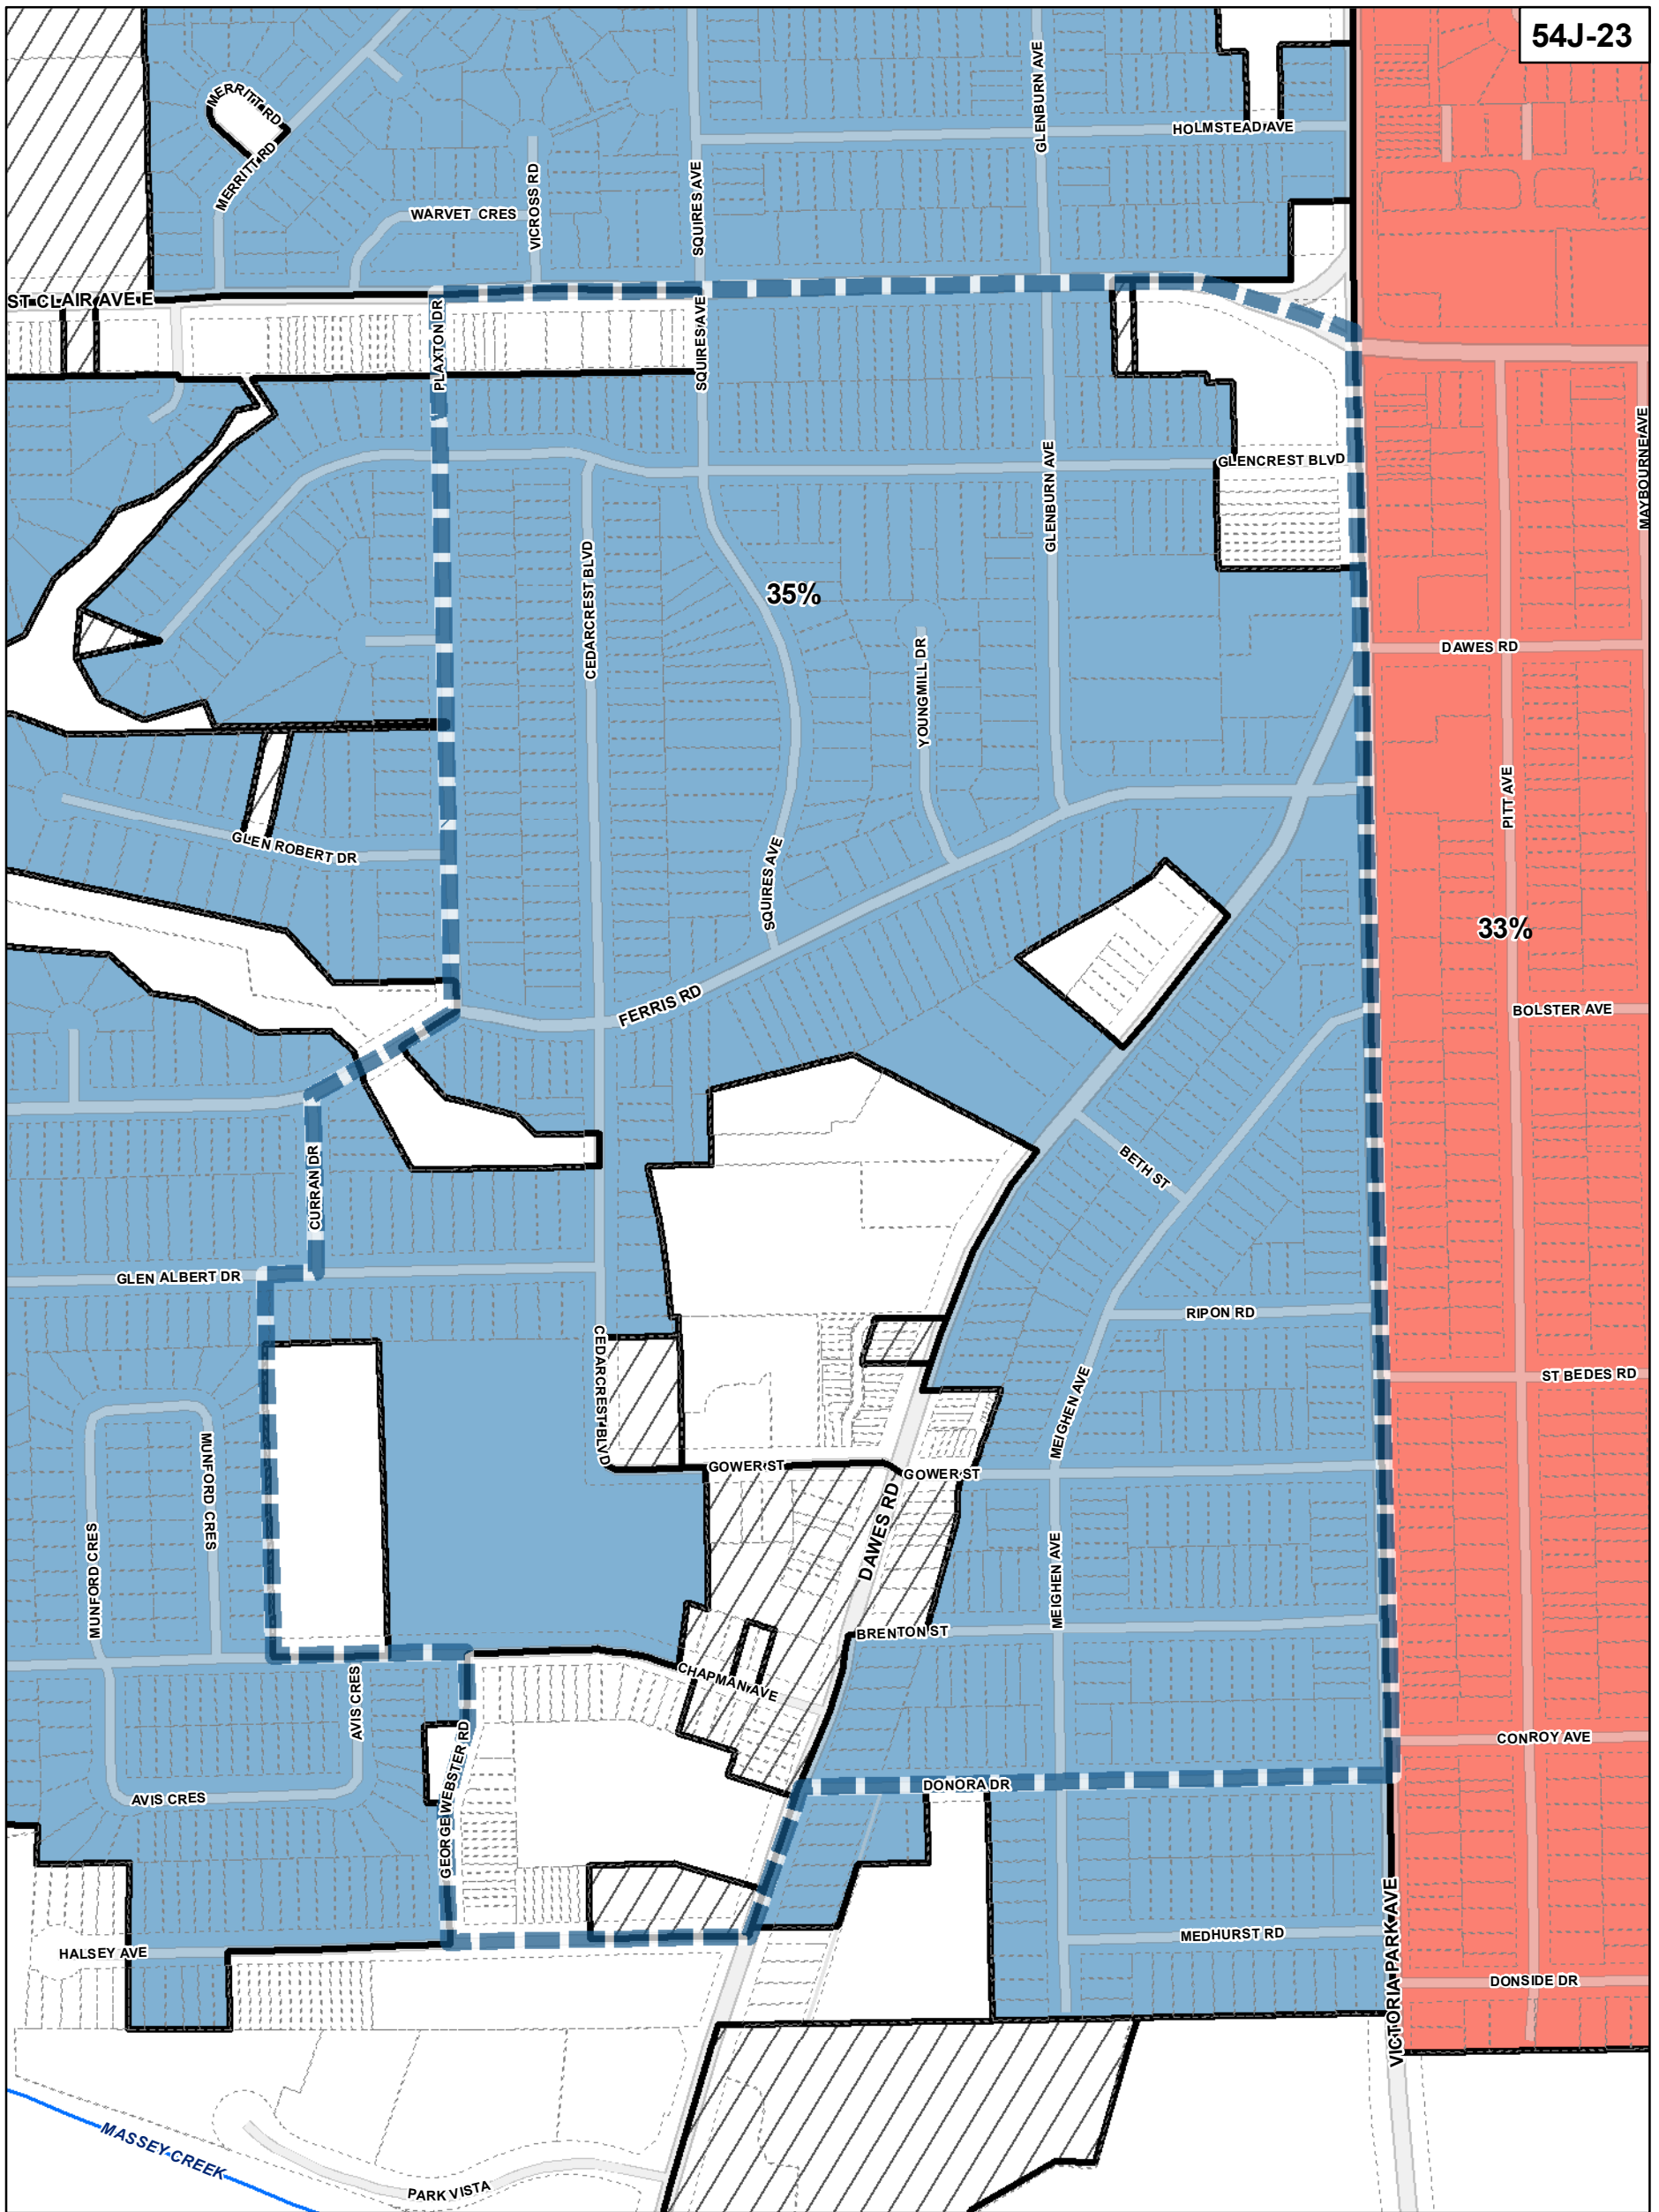 54J-23
MERRITT RD
MERRITT RD
WARVET CRES
VICROSS RD
SQUIRES AVE
GLENBURN AVE
HOLMSTEAD AVE
ST CLAIR AVE E
PLAXTON DR
SQUIRES AVE
GLENCREST BLVD
GLENBURN AVE
MAYBOURNE AVE
CEDARCREST BLVD
35%
YOUNGMILL DR
DAWES RD
PITT AVE
GLEN ROBERT DR
SQUIRES AVE
33%
FERRIS RD
BOLSTER AVE
CURRAN DR
BETH ST
GLEN ALBERT DR
RIPON RD
CEDARCREST BLVD
ST BEDES RD
MEIGHEN AVE
MUNFORD CRES
MUNFORD CRES
GOWER ST
GOWER ST
DAWES RD
MEIGHEN AVE
BRENTON ST
CHAPMAN AVE
AVIS CRES
CONROY AVE
GEORGE WEBSTER RD
DONORA DR
AVIS CRES
HALSEY AVE
MEDHURST RD
VICTORIA PARK AVE
DONSIDE DR
MASSEY CREEK
PARK VISTA